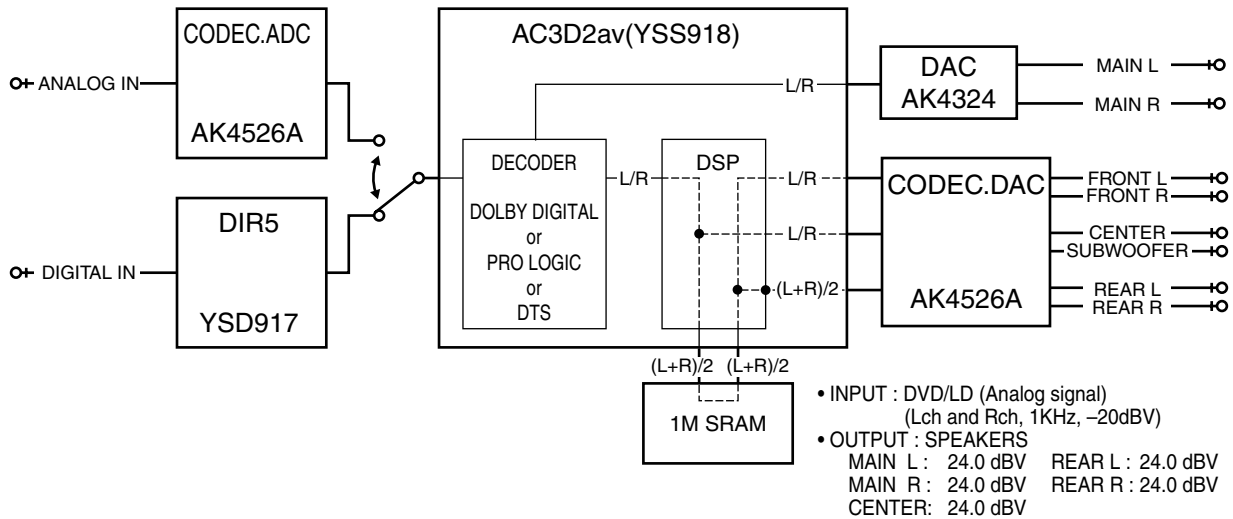 CODEC.ADC
AK4526A
ANALOG IN
DIR5
YSD917
DIGITAL IN
AC3D2av(YSS918)
L/R
DECODER
DOLBY DIGITAL
or
PRO LOGIC
or
DTS
L/R
DSP
L/R
L/R
(L+R)/2
(L+R)/2 (L+R)/2
1M SRAM
DAC
AK4324
MAIN L
MAIN R
CODEC.DAC
AK4526A
FRONT L
FRONT R
CENTER
SUBWOOFER
REAR L
REAR R
• INPUT : DVD/LD (Analog signal)
(Lch and Rch, 1KHz, –20dBV)
• OUTPUT : SPEAKERS
MAIN L : 24.0 dBV REAR L : 24.0 dBV
MAIN R : 24.0 dBV REAR R : 24.0 dBV
CENTER: 24.0 dBV